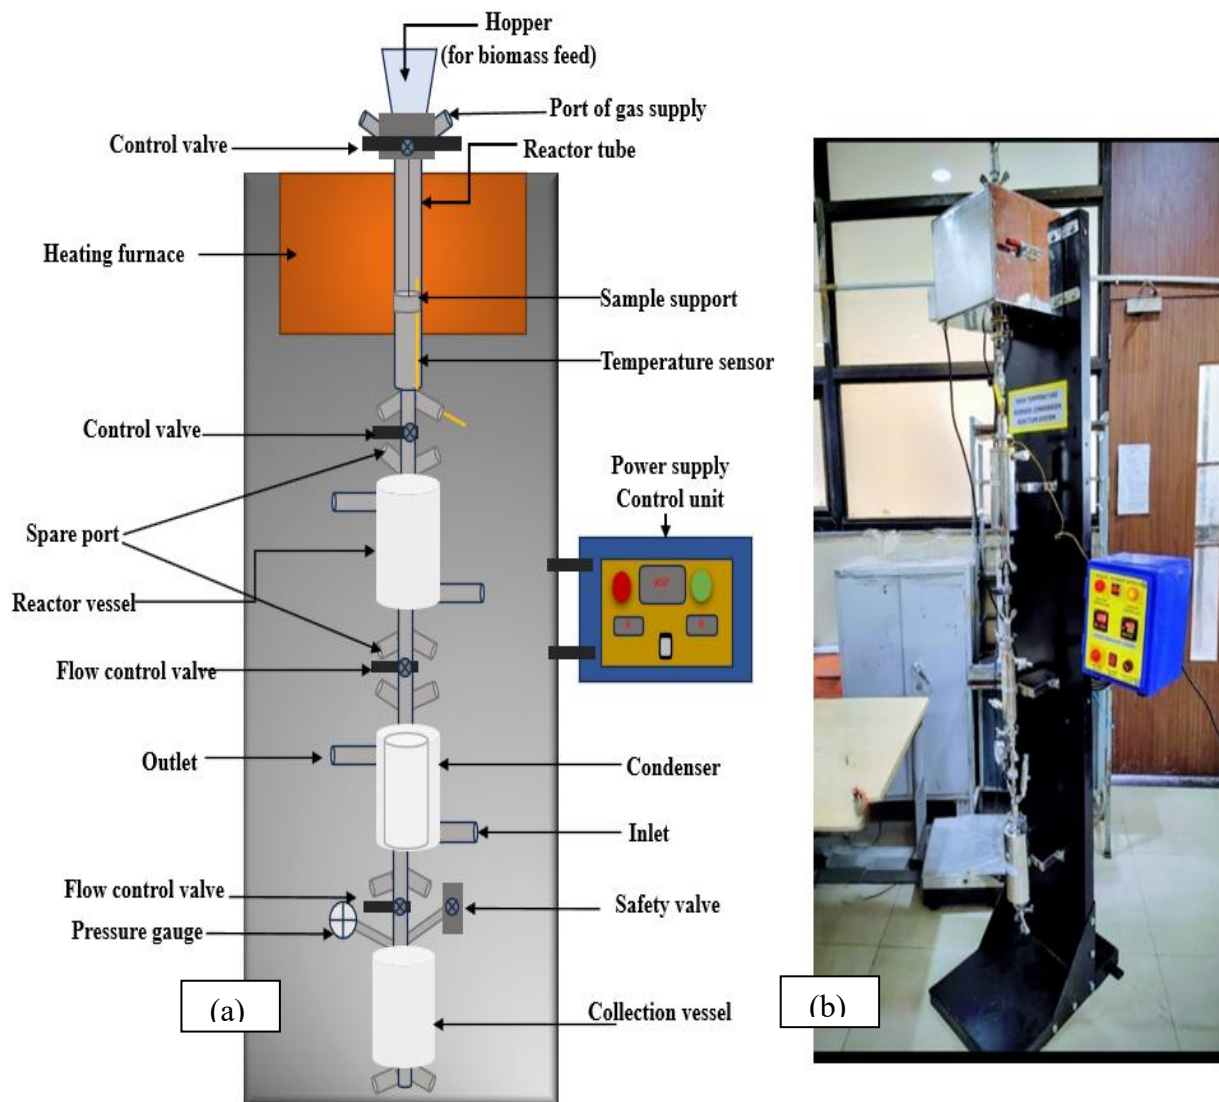 Hopper
(for biomass feed)
Port of gas supply
Control valve
Reactor tube
Heating furnace
Sample support
Temperature sensor
Control valve
Power supply
Control unit
Spare port
Reactor vessel
Flow control valve
Outlet
Condenser
Inlet
Flow control valve
Safety valve
Pressure gauge
Collection vessel
(a)
(b)
HIGH TEMPERATURE